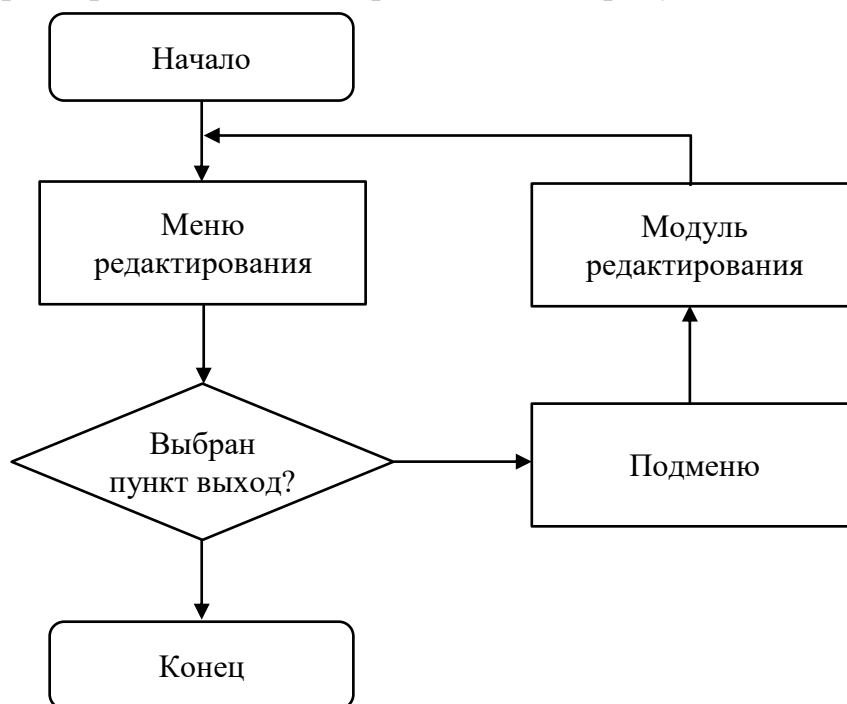 Начало
Меню
редактирования
Модуль
редактирования
Выбран
пункт выход?
Подменю
Конец